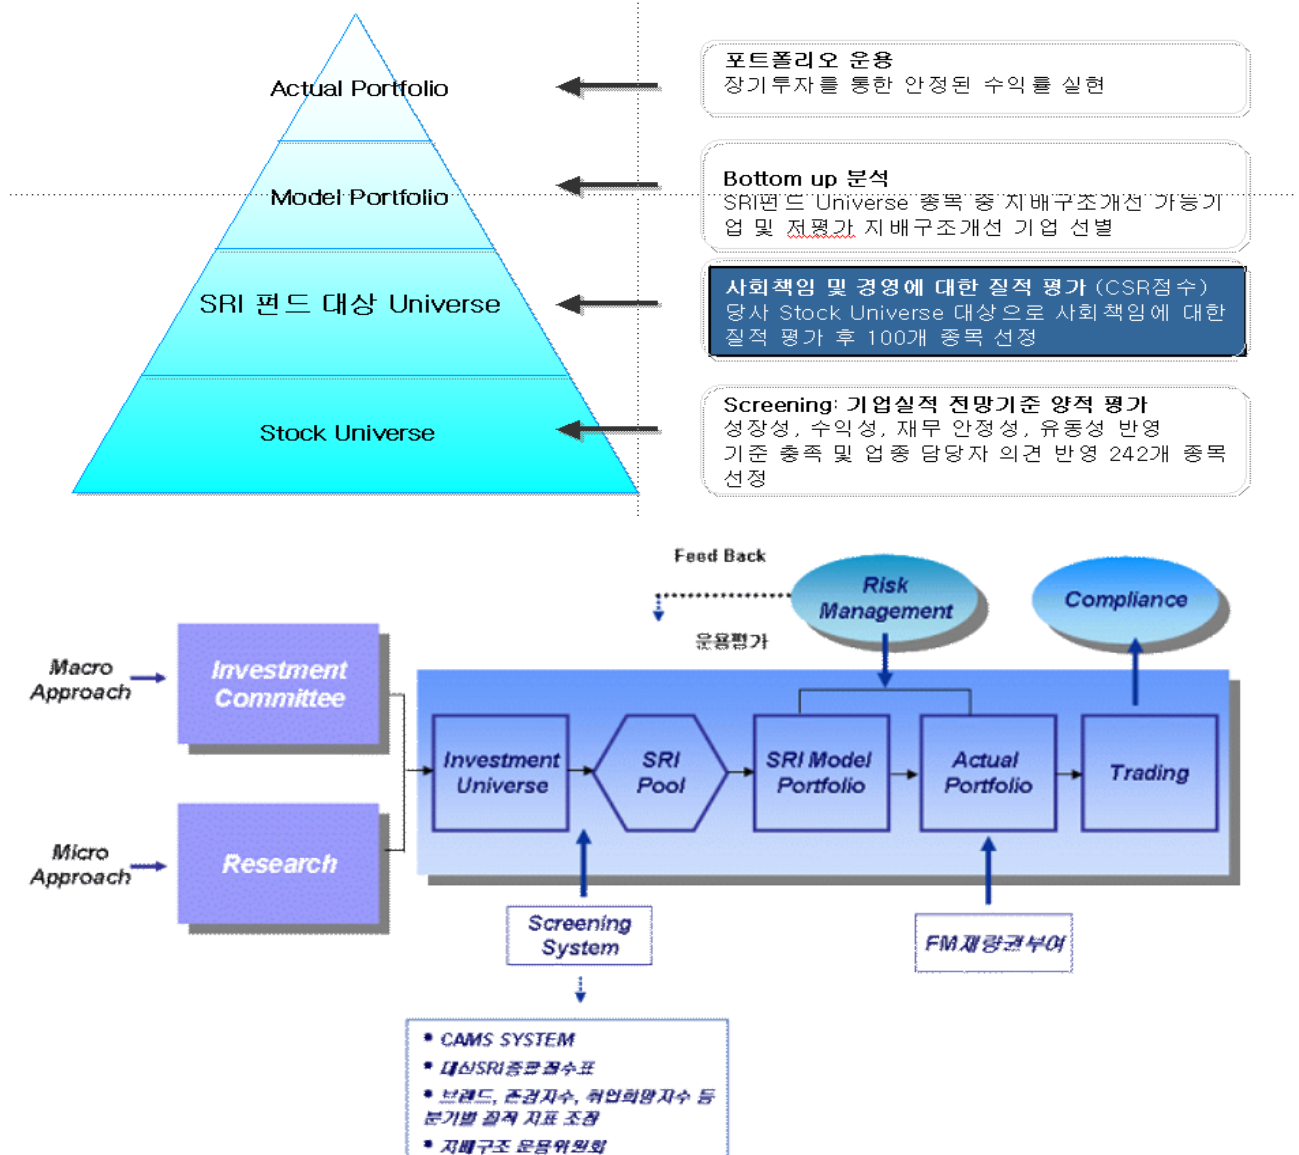 Actual Portfolio
포트폴리오 운용
장기투자를 통한 안정된 수익률 실현
Model Portfolio
Bottom up 분석
SRI펀드 Universe 종목 중 지배구조개선 가능기
업 및 저평가 지배구조개선 기업 선별
SRI 펀드 대상 Universe
사회책임 및 경영에 대한 질적 평가 (CSR점수)
당사 Stock Universe 대상으로 사회책임에 대한
질적 평가 후 100개 종목 선정
Stock Universe
Screening: 기업실적 전망기준 양적 평가
성장성, 수익성, 재무 안정성, 유동성 반영
기준 충족 및 업종 담당자 의견 반영 242개 종목
선정
Feed Back
운용평가
Risk
Management
Compliance
Macro
Approach
Investment
Committee
Micro
Approach
Research
Investment
Universe
SRI
Pool
SRI Model
Portfolio
Actual
Portfolio
Trading
Screening
System
FM재량권부여
• CAMS SYSTEM
• 대신SRI종합점수표
• 브랜드, 존경지수, 취업희망지수 등
분기별 질적 지표 조정
• 지배구조 운용위원회